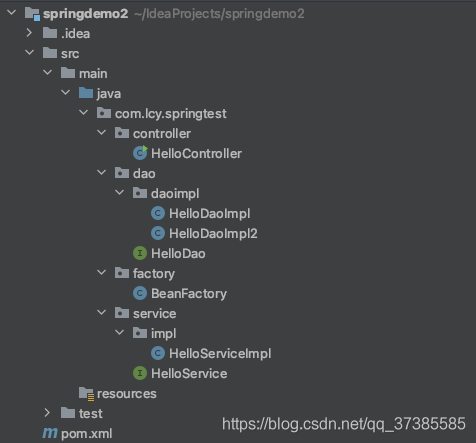 springdemo2 ~/IdeaProjects/springdemo2
.idea
src
main
java
com.lcy.springtest
controller
HelloController
dao
daoimpl
HelloDaoImpl
HelloDaoImpl2
HelloDao
factory
BeanFactory
service
impl
HelloServiceImpl
HelloService
resources
test
pom.xml
https://blog.csdn.net/qq_37385585